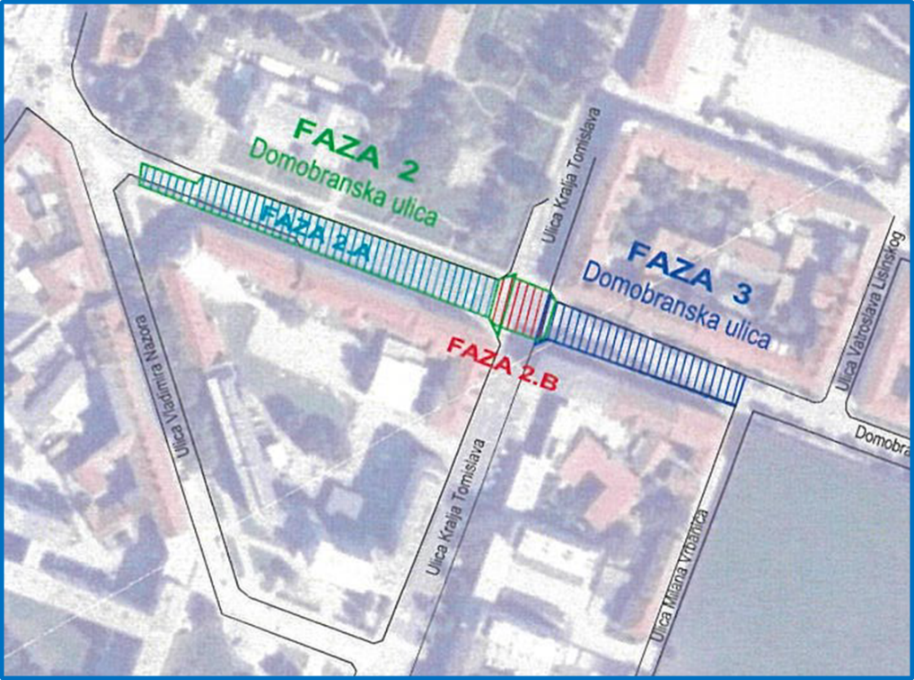 FAZA 2
Domobranska ulica
FAZA 2.A
Ulica Kralja Tomislava
FAZA 3
Domobranska ulica
FAZA 2.B
Ulica Vatroslava Lisinskog
Ulica Vladimira Nazora
Ulica Kralja Tomislava
Domobra
Ulica Milana Vrbanića